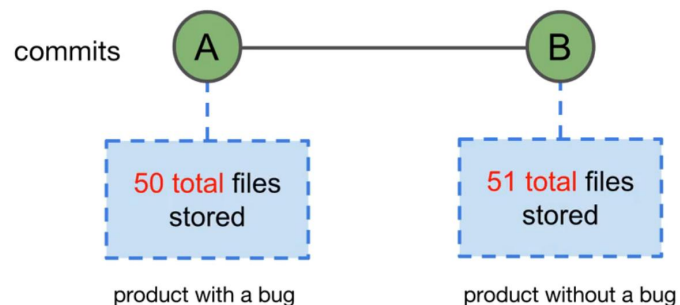 commits
A
B
50 total files
stored
51 total files
stored
product with a bug
product without a bug